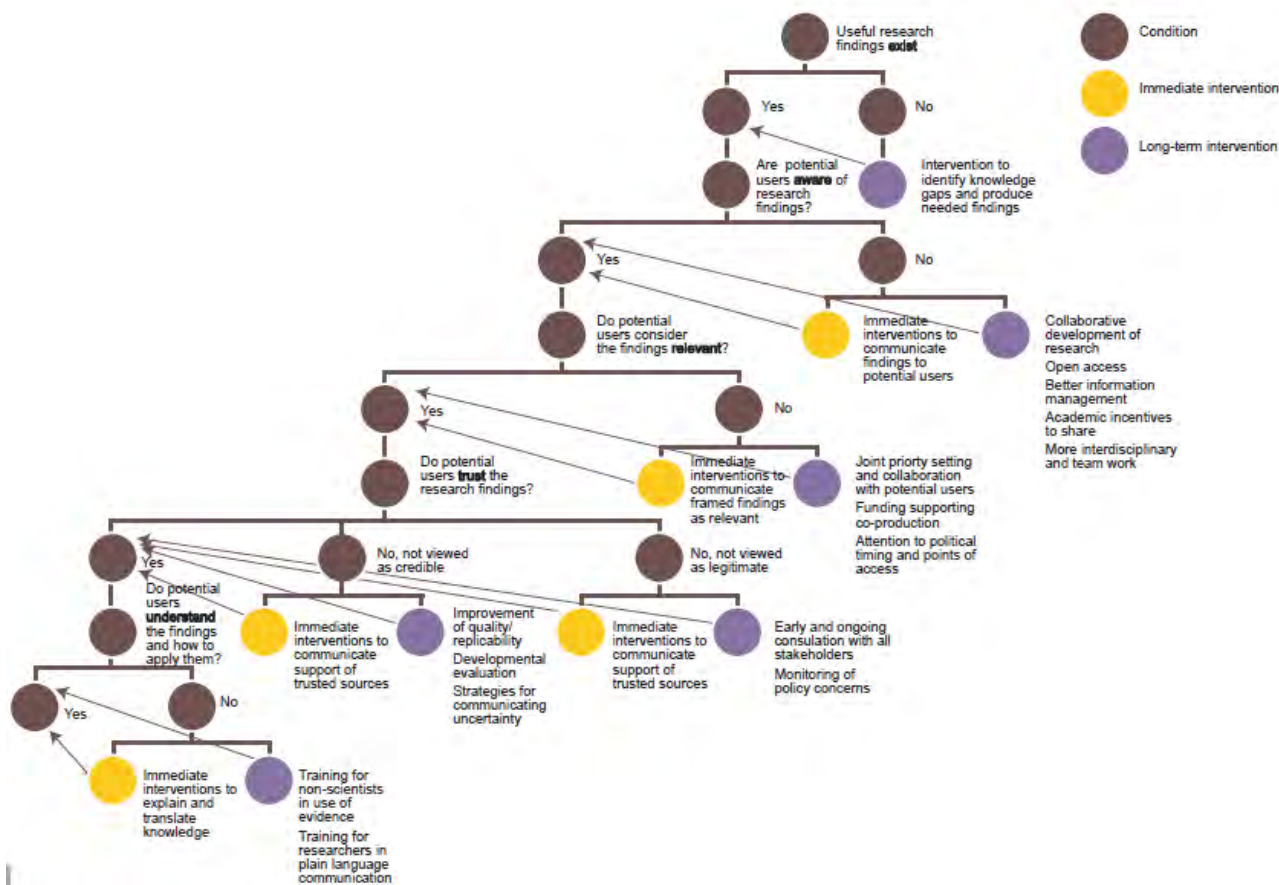 Useful research
findings exist
Condition
Immediate intervention
Long-term intervention
Yes
No
Are potential
users aware of
research
findings?
Intervention to
identify knowledge
gaps and produce
needed findings
Yes
No
Do potential
users consider
the findings relevant?
Immediate
interventions to
communicate
findings to
potential users
Collaborative
development of
research
Open access
Better information
management
Academic incentives
to share
More interdisciplinary
and team work
Yes
No
Do potential
users trust the
research findings?
Immediate
interventions to
communicate
framed findings
as relevant
Joint priorty setting
and collaboration
with potential users
Funding supporting
co-production
Attention to political
timing and points of
access
Yes
No, not viewed
as credible
No, not viewed
as legitimate
Do potential
users
understand
the findings
and how to
apply them?
Immediate
interventions to
communicate
support of
trusted sources
Improvement
of quality/
replicability
Developmental
evaluation
Strategies for
communicating
uncertainty
Immediate
interventions to
communicate
support of
trusted sources
Early and ongoing
consulation with all
stakeholders
Monitoring of
policy concerns
Yes
No
Immediate
interventions to
explain and
translate
knowledge
Training for
non-scientists
in use of
evidence
Training for
researchers in
plain language
communication